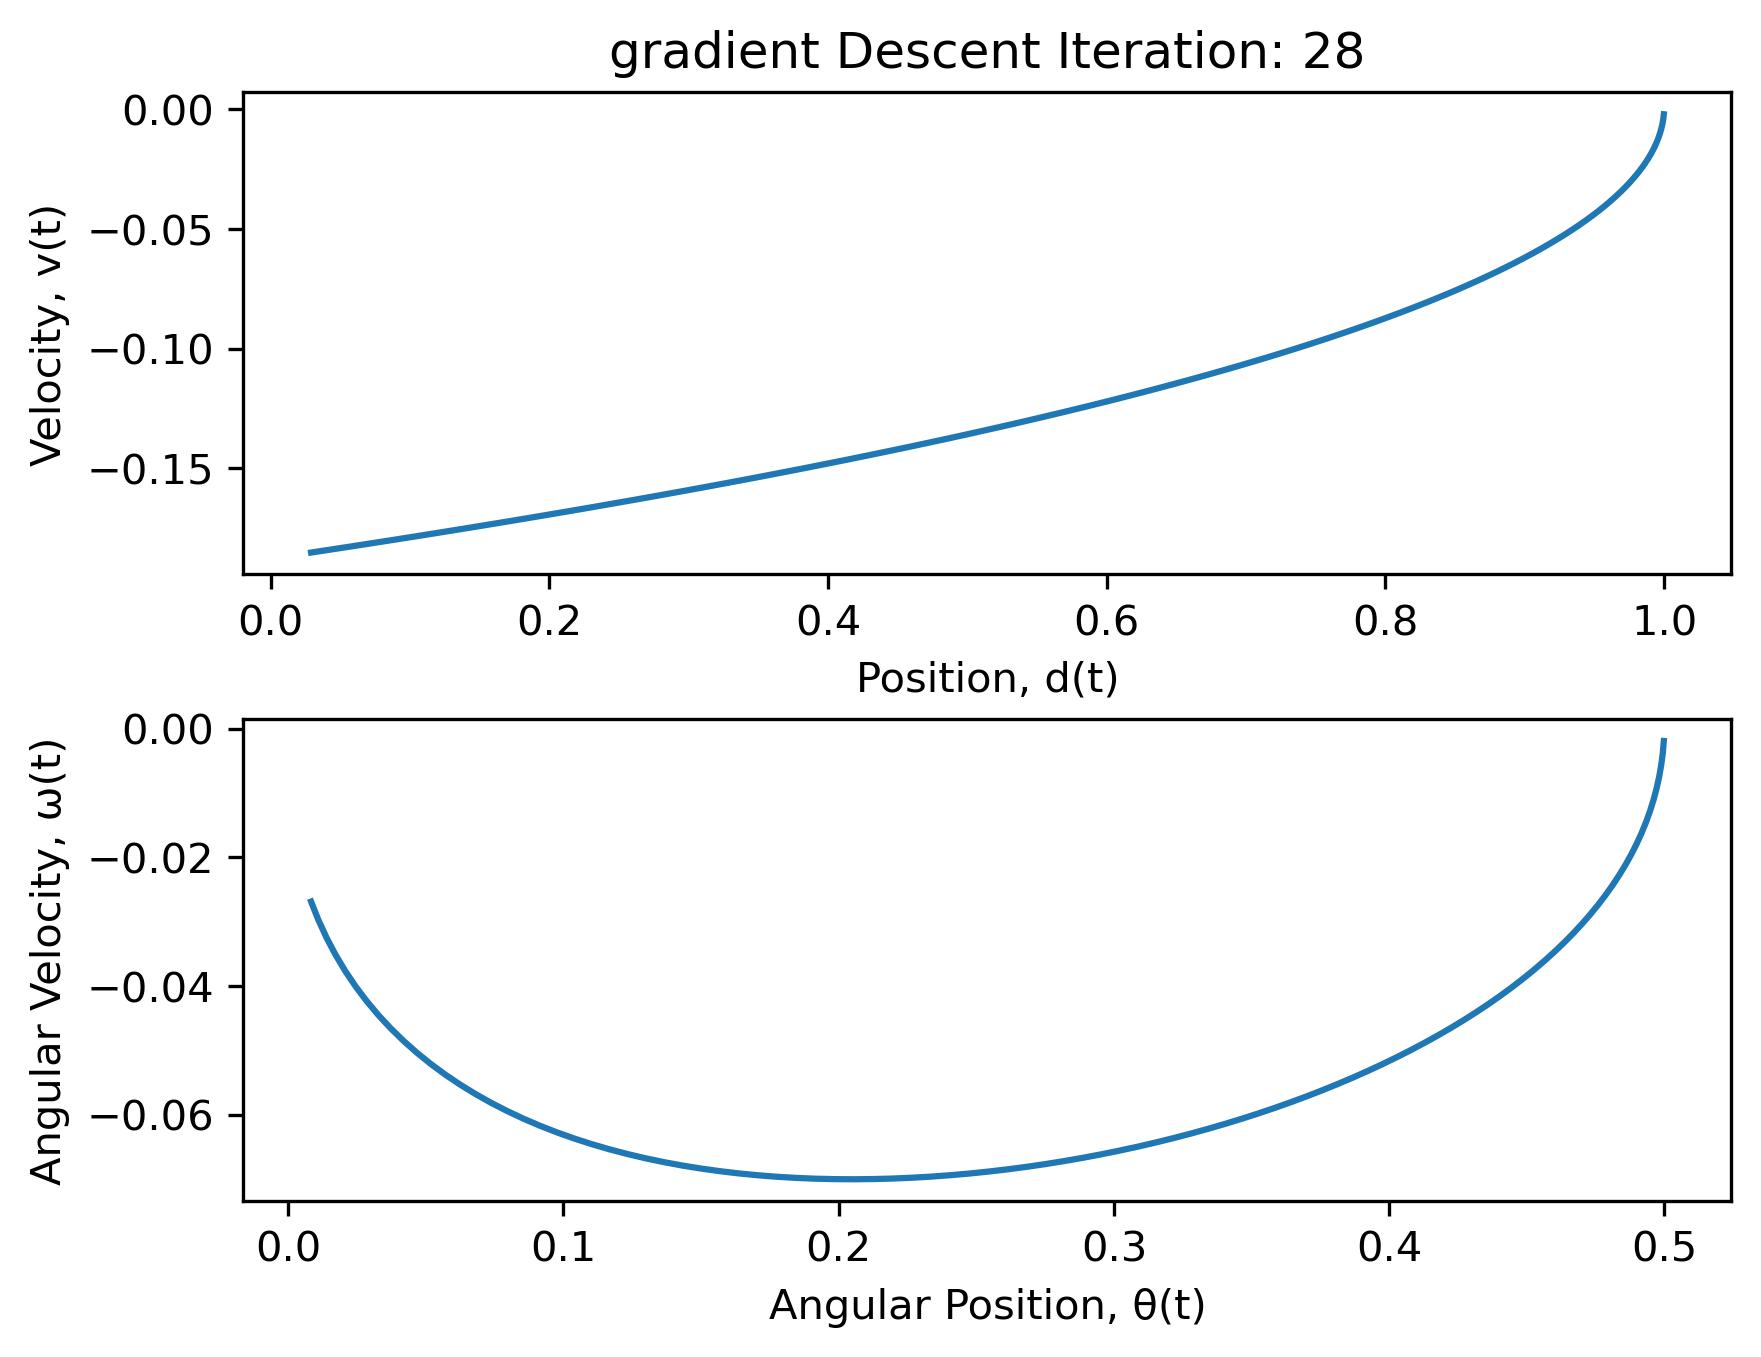 gradient Descent Iteration: 28
0.00
−0.05
−0.10
−0.15
Velocity, v(t)
0.0 0.2 0.4 0.6 0.8 1.0
Position, d(t)
0.00
−0.02
−0.04
−0.06
Angular Velocity, ω(t)
0.0 0.1 0.2 0.3 0.4 0.5
Angular Position, θ(t)